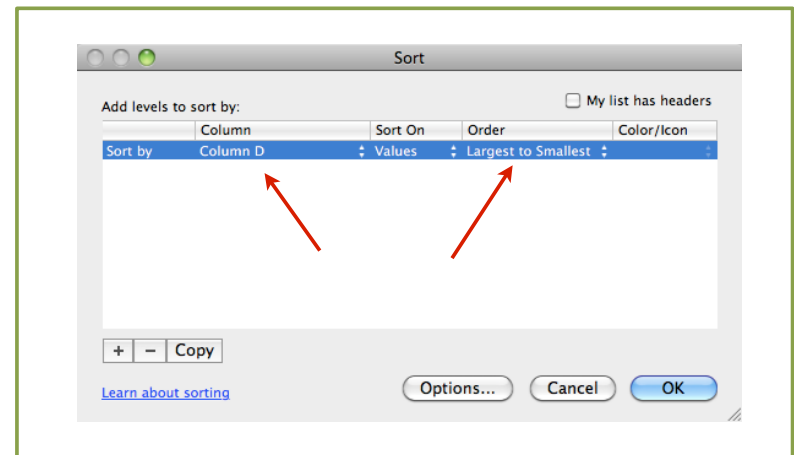 Sort
Add levels to sort by:
My list has headers
Column Sort On Order Color/Icon
Sort by Column D Values Largest to Smallest
+ − Copy
Learn about sorting
Options... Cancel OK